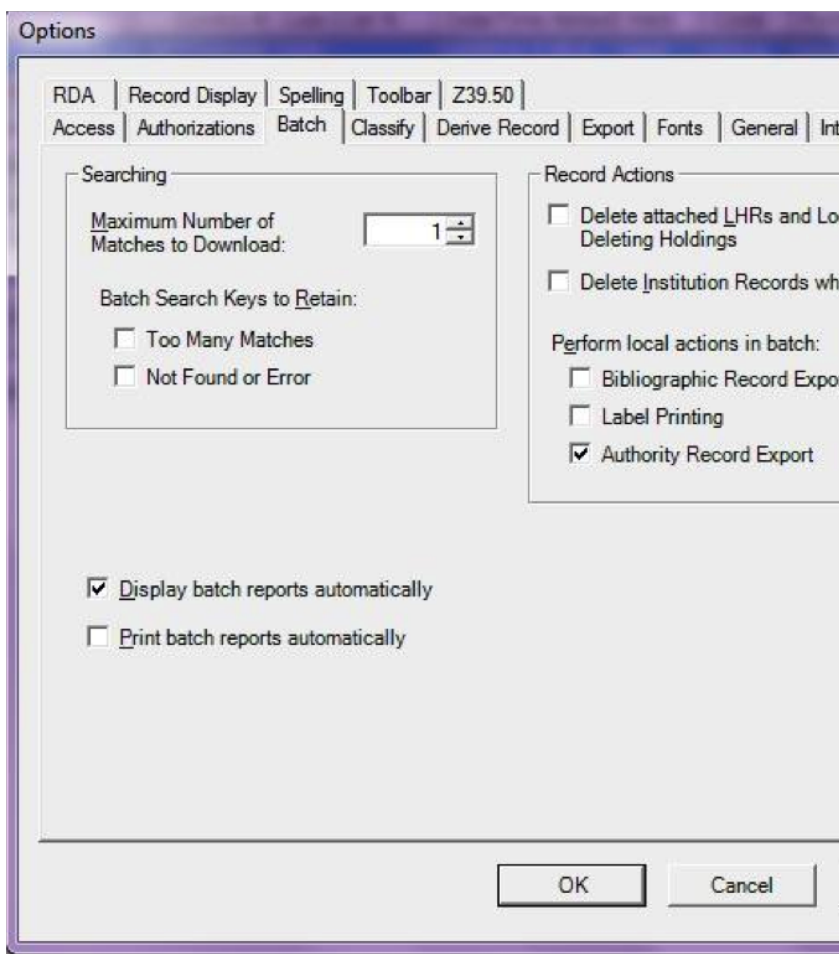 Options
RDA Record Display Spelling Toolbar Z39.50
Access Authorizations Batch Classify Derive Record Export Fonts General
Searching
Maximum Number of
Matches to Download:
1
Batch Search Keys to Retain:
Too Many Matches
Not Found or Error
Record Actions
Delete attached LHRs and
Deleting Holdings
Delete Institution Records
Perform local actions in batch:
Bibliographic Record
Label Printing
Authority Record Export
Display batch reports automatically
Print batch reports automatically
OK Cancel